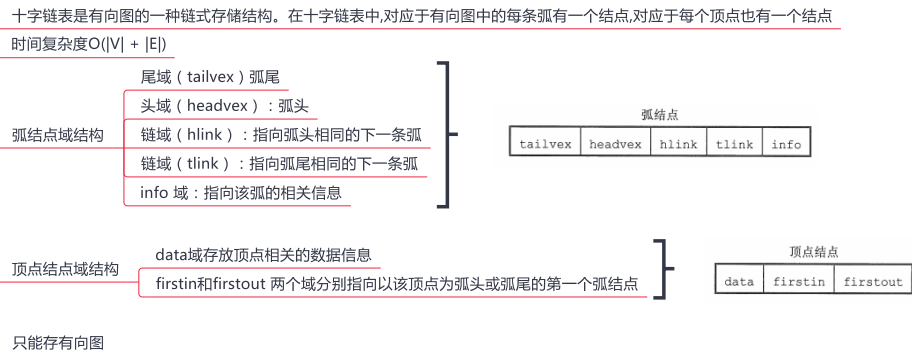 十字链表是有向图的一种链式存储结构。在十字链表中,对应于有向图中的每条弧有一个结点,对应于每个顶点也有一个结点
时间复杂度O(|V| + |E|)
弧结点域结构
尾域（tailvex）弧尾
头域（headvex）：弧头
链域（hlink）：指向弧头相同的下一条弧
链域（tlink）：指向弧尾相同的下一条弧
info 域：指向该弧的相关信息
弧结点
tailvex headvex hlink tlink info
顶点结点域结构
data域存放顶点相关的数据信息
firstin和firstout 两个域分别指向以该顶点为弧头或弧尾的第一个弧结点
顶点结点
data firstin firstout
只能存有向图